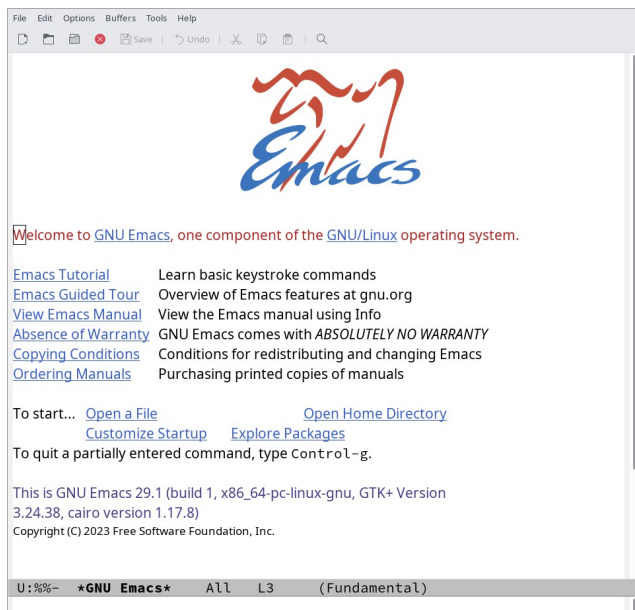 File Edit Options Buffers Tools Help
Save Undo
Emacs
Welcome to GNU Emacs, one component of the GNU/Linux operating system.
Emacs Tutorial Learn basic keystroke commands
Emacs Guided Tour Overview of Emacs features at gnu.org
View Emacs Manual View the Emacs manual using Info
Absence of Warranty GNU Emacs comes with ABSOLUTELY NO WARRANTY
Copying Conditions Conditions for redistributing and changing Emacs
Ordering Manuals Purchasing printed copies of manuals
To start... Open a File Open Home Directory
Customize Startup Explore Packages
To quit a partially entered command, type Control-g.
This is GNU Emacs 29.1 (build 1, x86_64-pc-linux-gnu, GTK+ Version
3.24.38, cairo version 1.17.8)
Copyright (C) 2023 Free Software Foundation, Inc.
U:%%- *GNU Emacs* All L3 (Fundamental)